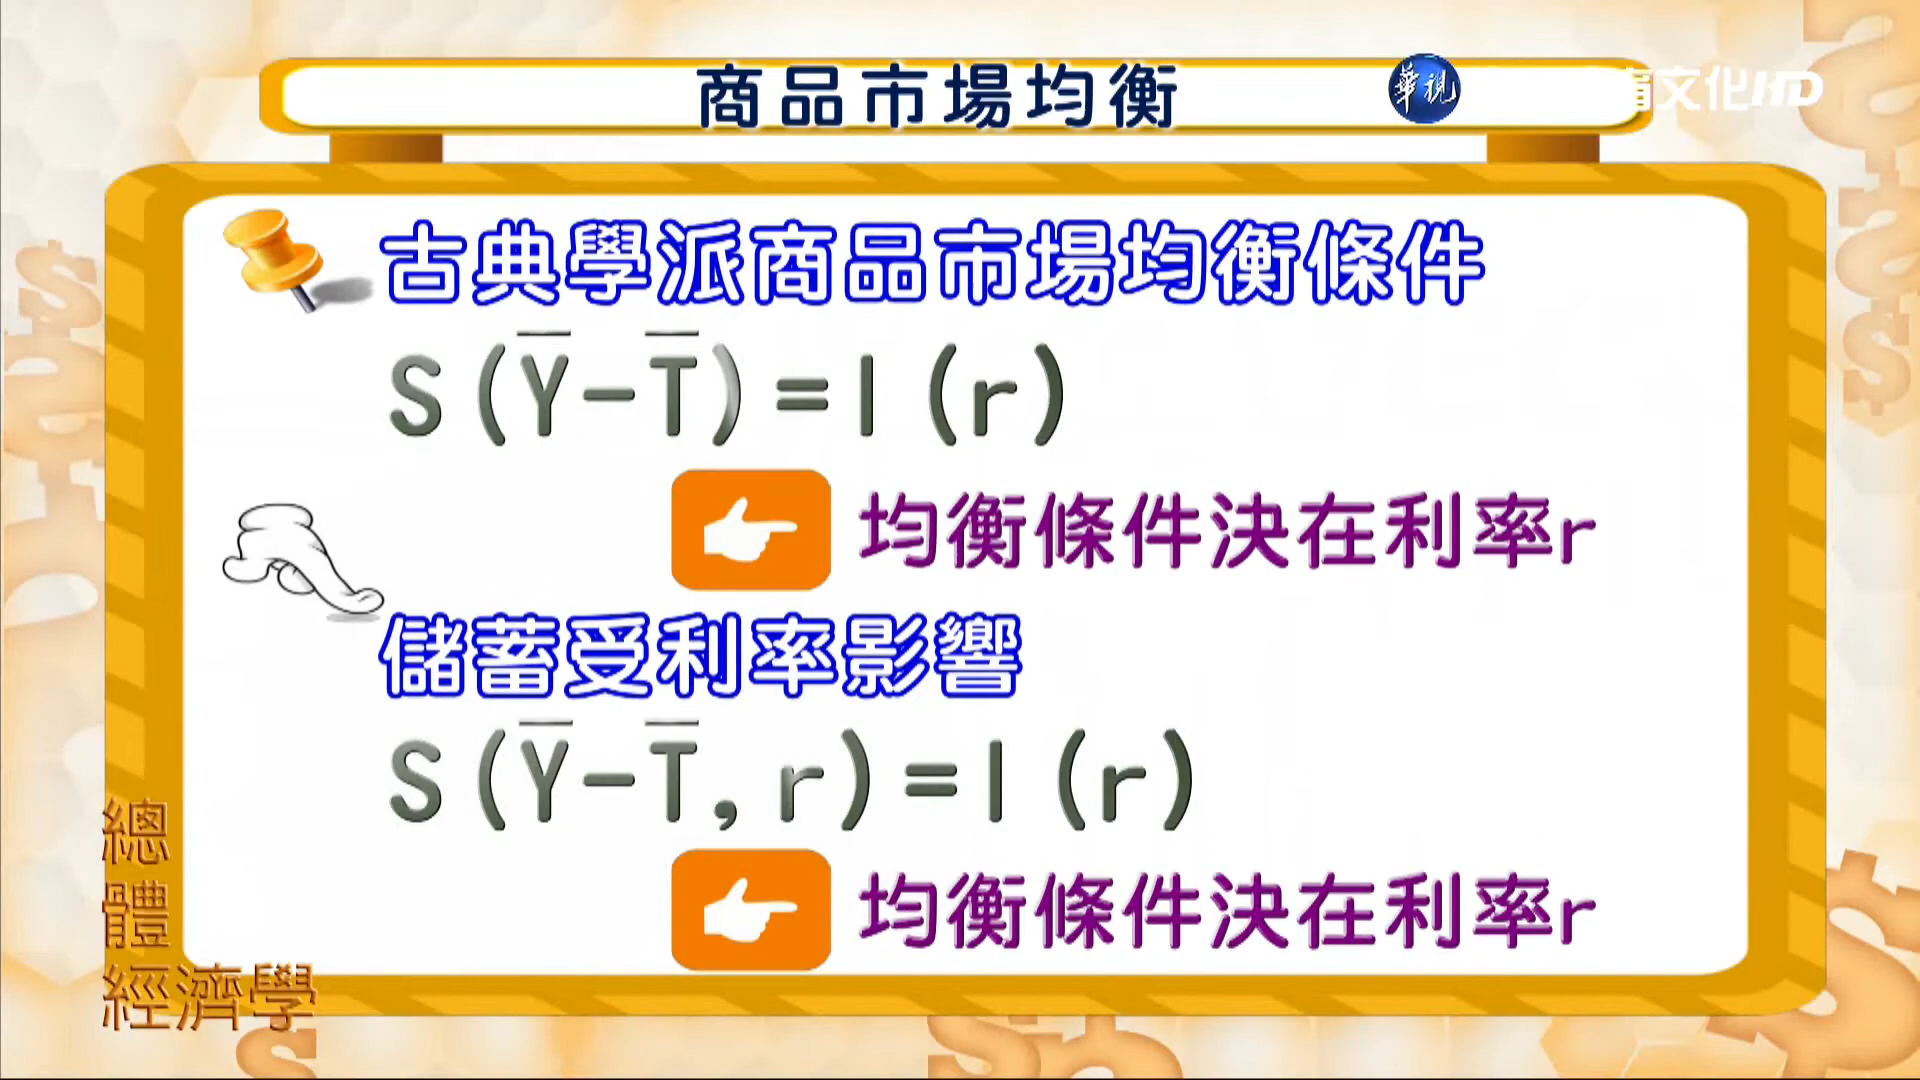 商品市場均衡
華視
文化HD
古典學派商品市場均衡條件
S(Y̅-T̅)=I(r)
均衡條件決在利率r
儲蓄受利率影響
S(Y̅-T̅,r)=I(r)
均衡條件決在利率r
總
體
經濟學